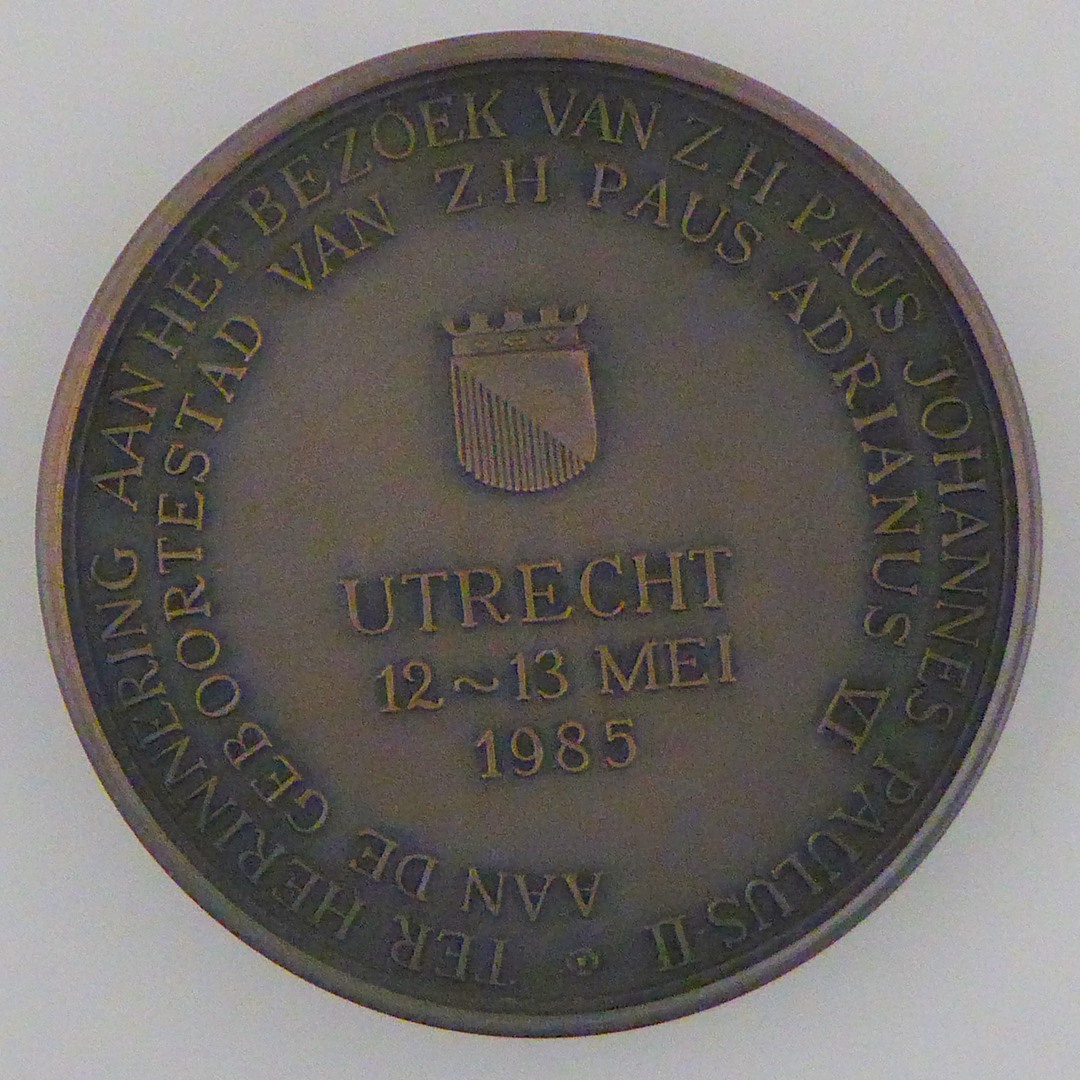 TER HERINNERING AAN HET BEZOEK VAN Z.H. PAUS JOHANNES PAULUS II
AAN DE GEBOORTESTAD VAN ZH PAUS ADRIANUS VI
UTRECHT
12~13 MEI
1985